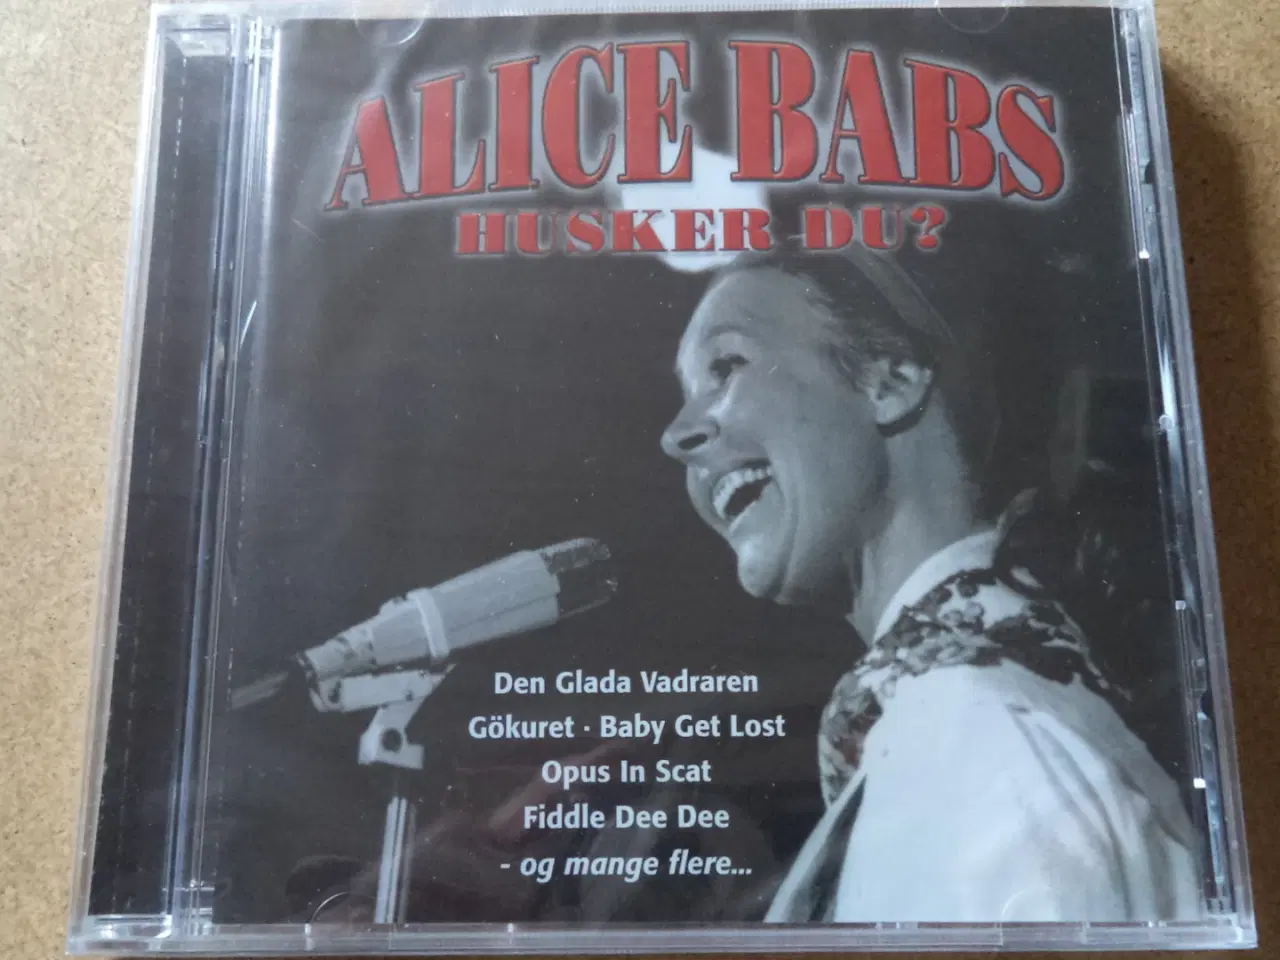 ALICE BABS
HUSKER DU?
Den Glada Vadraren
Gökuret · Baby Get Lost
Opus In Scat
Fiddle Dee Dee
- og mange flere...